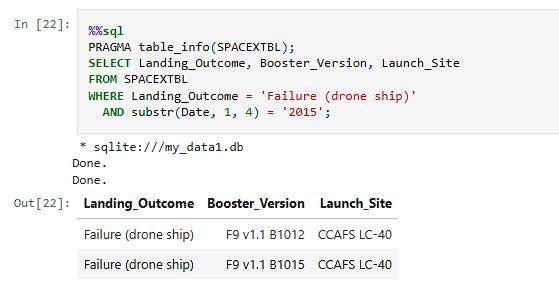 In [22]: %%sql
PRAGMA table_info(SPACEXTBL);
SELECT Landing_Outcome, Booster_Version, Launch_Site
FROM SPACEXTBL
WHERE Landing_Outcome = 'Failure (drone ship)'
  AND substr(Date, 1, 4) = '2015';
* sqlite:///my_data1.db
Done.
Done.
Out[22]: Landing_Outcome Booster_Version Launch_Site
Failure (drone ship) F9 v1.1 B1012 CCAFS LC-40
Failure (drone ship) F9 v1.1 B1015 CCAFS LC-40